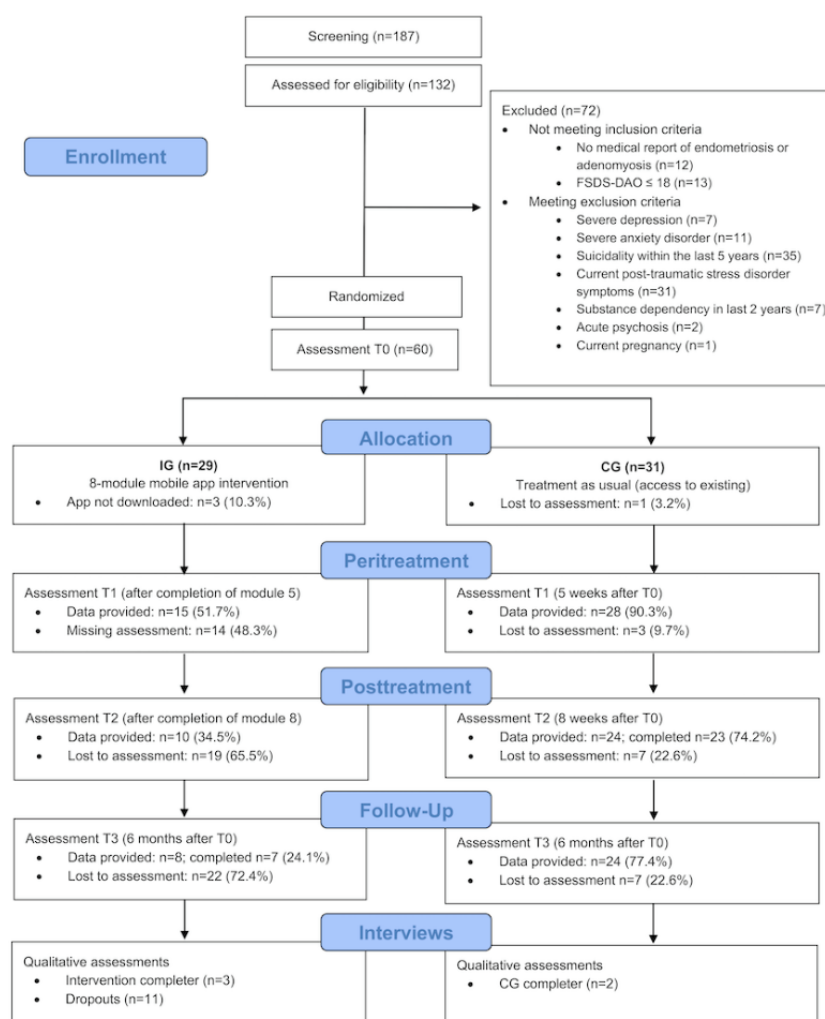 Screening (n=187)
Assessed for eligibility (n=132)
Enrollment
Excluded (n=72)
• Not meeting inclusion criteria
• No medical report of endometriosis or
adenomyosis (n=12)
• FSDS-DAO ≤ 18 (n=13)
• Meeting exclusion criteria
• Severe depression (n=7)
• Severe anxiety disorder (n=11)
• Suicidality within the last 5 years (n=35)
• Current post-traumatic stress disorder
symptoms (n=31)
• Substance dependency in last 2 years (n=7)
• Acute psychosis (n=2)
• Current pregnancy (n=1)
Randomized
Assessment T0 (n=60)
Allocation
IG (n=29)
8-module mobile app intervention
• App not downloaded: n=3 (10.3%)
CG (n=31)
Treatment as usual (access to existing)
• Lost to assessment: n=1 (3.2%)
Peritreatment
Assessment T1 (after completion of module 5)
• Data provided: n=15 (51.7%)
• Missing assessment: n=14 (48.3%)
Assessment T1 (5 weeks after T0)
• Data provided: n=28 (90.3%)
• Lost to assessment: n=3 (9.7%)
Posttreatment
Assessment T2 (after completion of module 8)
• Data provided: n=10 (34.5%)
• Lost to assessment: n=19 (65.5%)
Assessment T2 (8 weeks after T0)
• Data provided: n=24; completed n=23 (74.2%)
• Lost to assessment: n=7 (22.6%)
Follow-Up
Assessment T3 (6 months after T0)
• Data provided: n=8; completed n=7 (24.1%)
• Lost to assessment: n=22 (72.4%)
Assessment T3 (6 months after T0)
• Data provided: n=24 (77.4%)
• Lost to assessment n=7 (22.6%)
Interviews
Qualitative assessments
• Intervention completer (n=3)
• Dropouts (n=11)
Qualitative assessments
• CG completer (n=2)